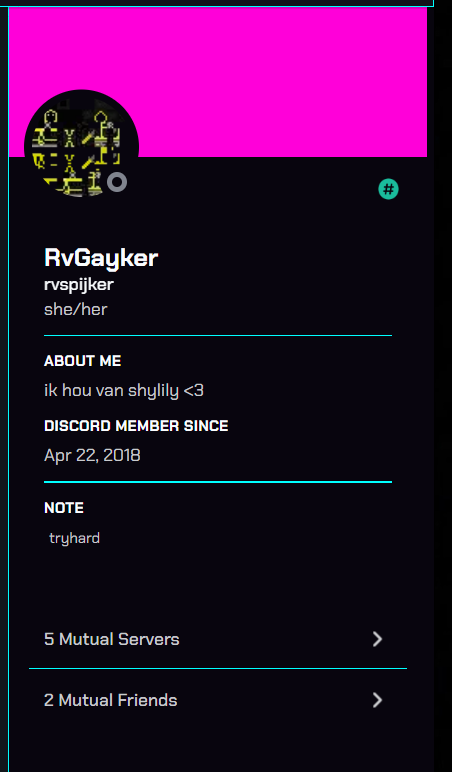 #
RvGayker
rvspijker
she/her
ABOUT ME
ik hou van shylily <3
DISCORD MEMBER SINCE
Apr 22, 2018
NOTE
tryhard
5 Mutual Servers
2 Mutual Friends